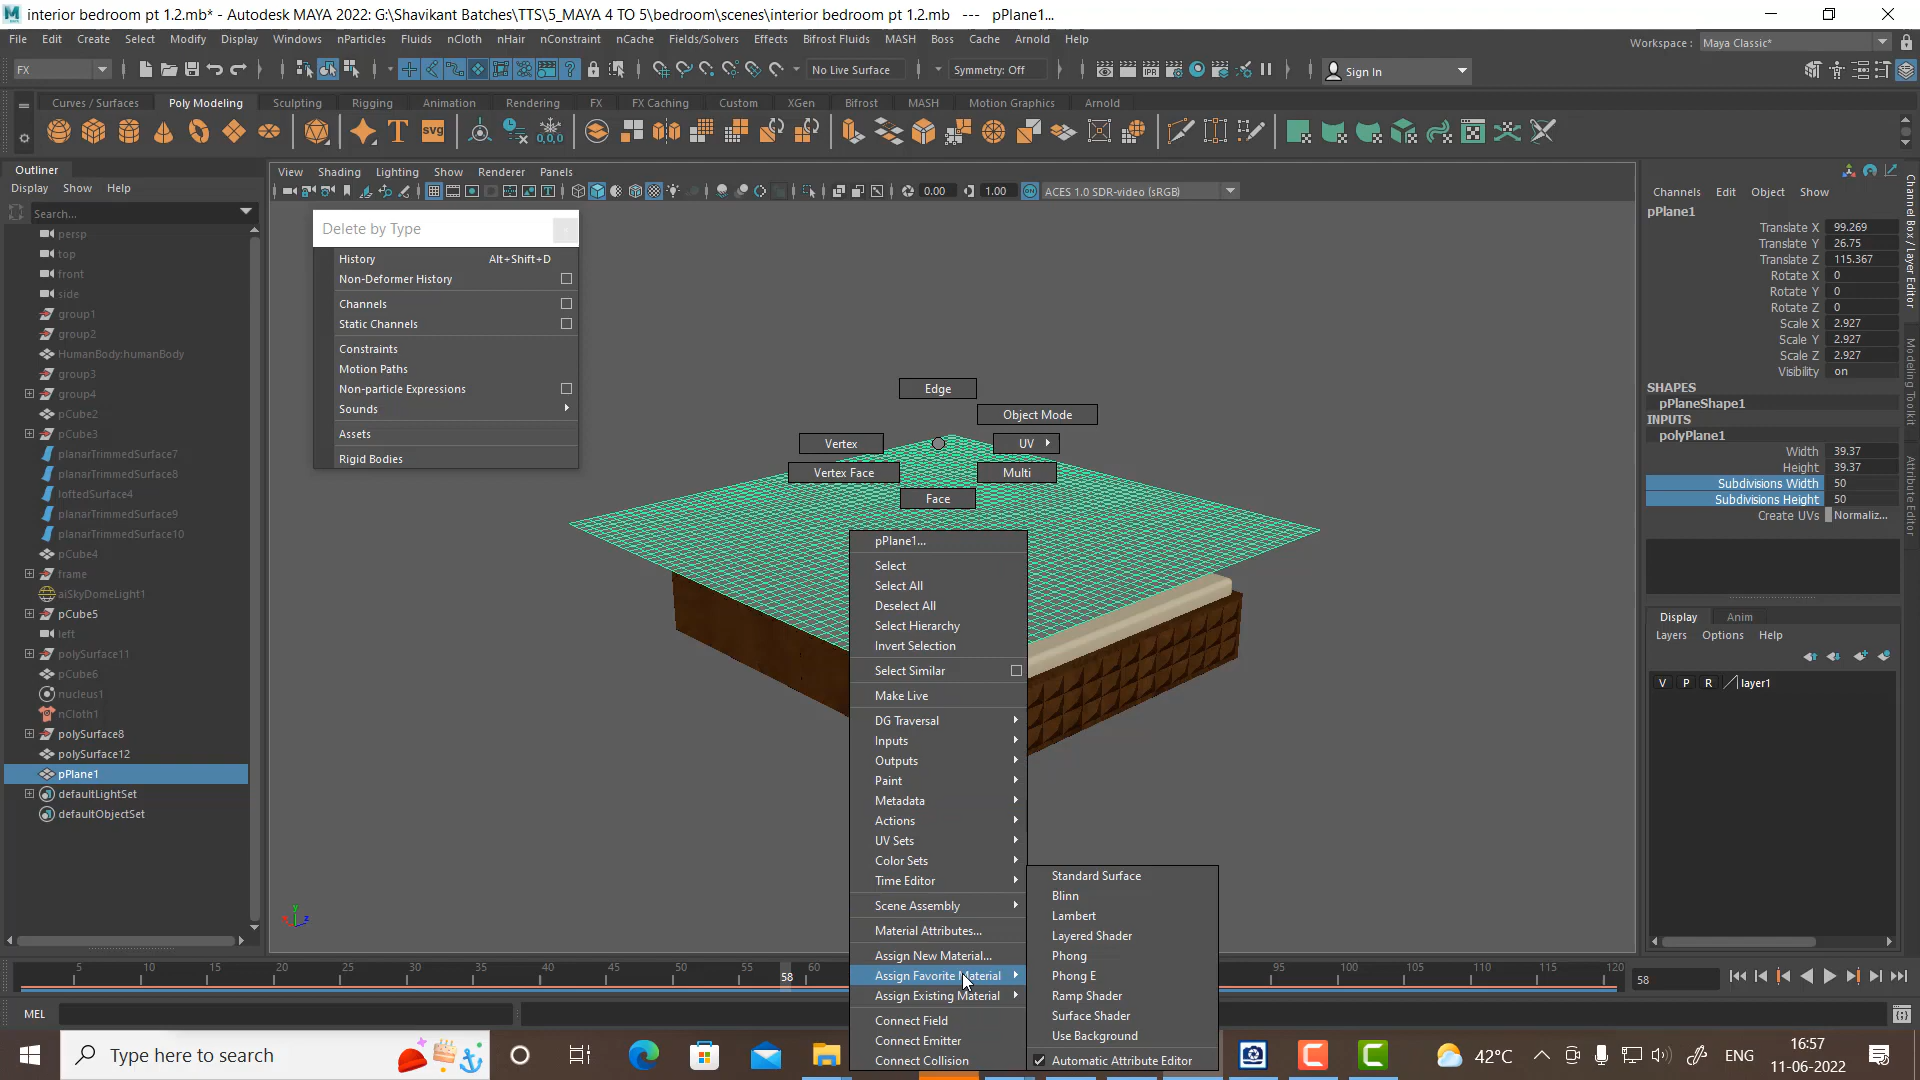 interior bedroom pt 1.2.mb* - Autodesk MAYA 2022: G:\Shavikant Batches\TTS\5_MAYA 4 TO 5\bedroom\scenes\interior bedroom pt 1.2.mb --- pPlane1...
File Edit Create Select Modify Display Windows nParticles Fluids nCloth nHair nConstraint nCache Fields/Solvers Effects Bifrost Fluids MASH Boss Cache Arnold Help
Workspace : Maya Classic*
FX No Live Surface Symmetry: Off Sign In
Curves / Surfaces Poly Modeling Sculpting Rigging Animation Rendering FX FX Caching Custom XGen Bifrost MASH Motion Graphics Arnold
T SVG 0,0,0
Outliner
Display Show Help
Search...
persp
top
front
side
group1
group2
HumanBody:humanBody
group3
group4
pCube2
pCube3
planarTrimmedSurface7
planarTrimmedSurface8
loftedSurface4
planarTrimmedSurface9
planarTrimmedSurface10
pCube4
frame
aiSkyDomeLight1
pCube5
left
polySurface11
pCube6
nucleus1
nCloth1
polySurface8
polySurface12
pPlane1
defaultLightSet
defaultObjectSet
View Shading Lighting Show Renderer Panels
0.00 1.00 ON ACES 1.0 SDR-video (sRGB)
Delete by Type
History Alt+Shift+D
Non-Deformer History
Channels
Static Channels
Constraints
Motion Paths
Non-particle Expressions
Sounds
Assets
Rigid Bodies
Edge
Object Mode
Vertex UV
Vertex Face Multi
Face
pPlane1...
Select
Select All
Deselect All
Select Hierarchy
Invert Selection
Select Similar
Make Live
DG Traversal
Inputs
Outputs
Paint
Metadata
Actions
UV Sets
Color Sets
Time Editor
Scene Assembly
Material Attributes...
Assign New Material...
Assign Favorite Material
Assign Existing Material
Connect Field
Connect Emitter
Connect Collision
Standard Surface
Blinn
Lambert
Layered Shader
Phong
Phong E
Ramp Shader
Surface Shader
Use Background
Automatic Attribute Editor
Channels Edit Object Show
pPlane1
Translate X 99.269
Translate Y 26.75
Translate Z 115.367
Rotate X 0
Rotate Y 0
Rotate Z 0
Scale X 2.927
Scale Y 2.927
Scale Z 2.927
Visibility on
SHAPES
pPlaneShape1
INPUTS
polyPlane1
Width 39.37
Height 39.37
Subdivisions Width 50
Subdivisions Height 50
Create UVs Normaliz...
Display Anim
Layers Options Help
V P R layer1
Channel Box / Layer Editor
Modeling Toolkit
Attribute Editor
y
x z
5 10 15 20 25 30 35 40 45 50 55 58 60 95 100 105 110 115 120
58
MEL
Type here to search
42°C ENG
16:57
11-06-2022